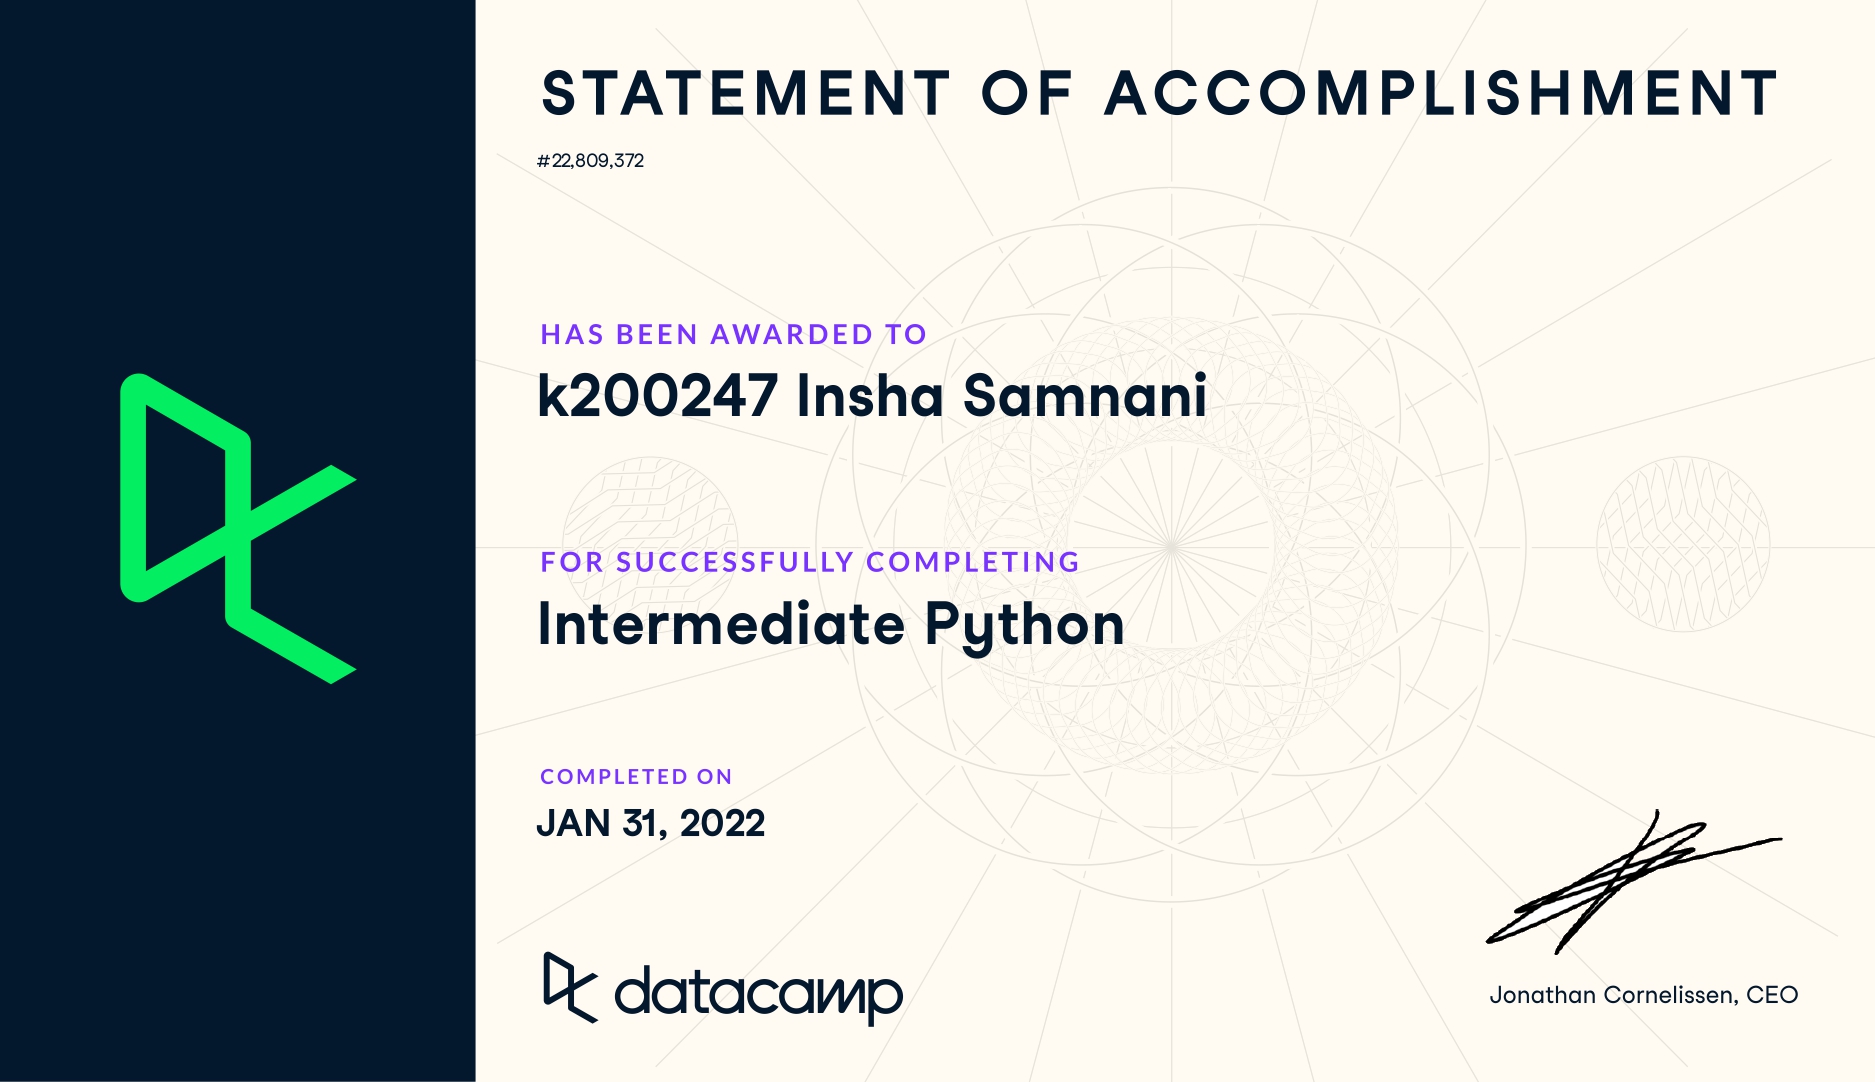 STATEMENT OF ACCOMPLISHMENT
#22,809,372
HAS BEEN AWARDED TO
k200247 Insha Samnani
FOR SUCCESSFULLY COMPLETING
Intermediate Python
COMPLETED ON
JAN 31, 2022
datacamp
Jonathan Cornelissen, CEO